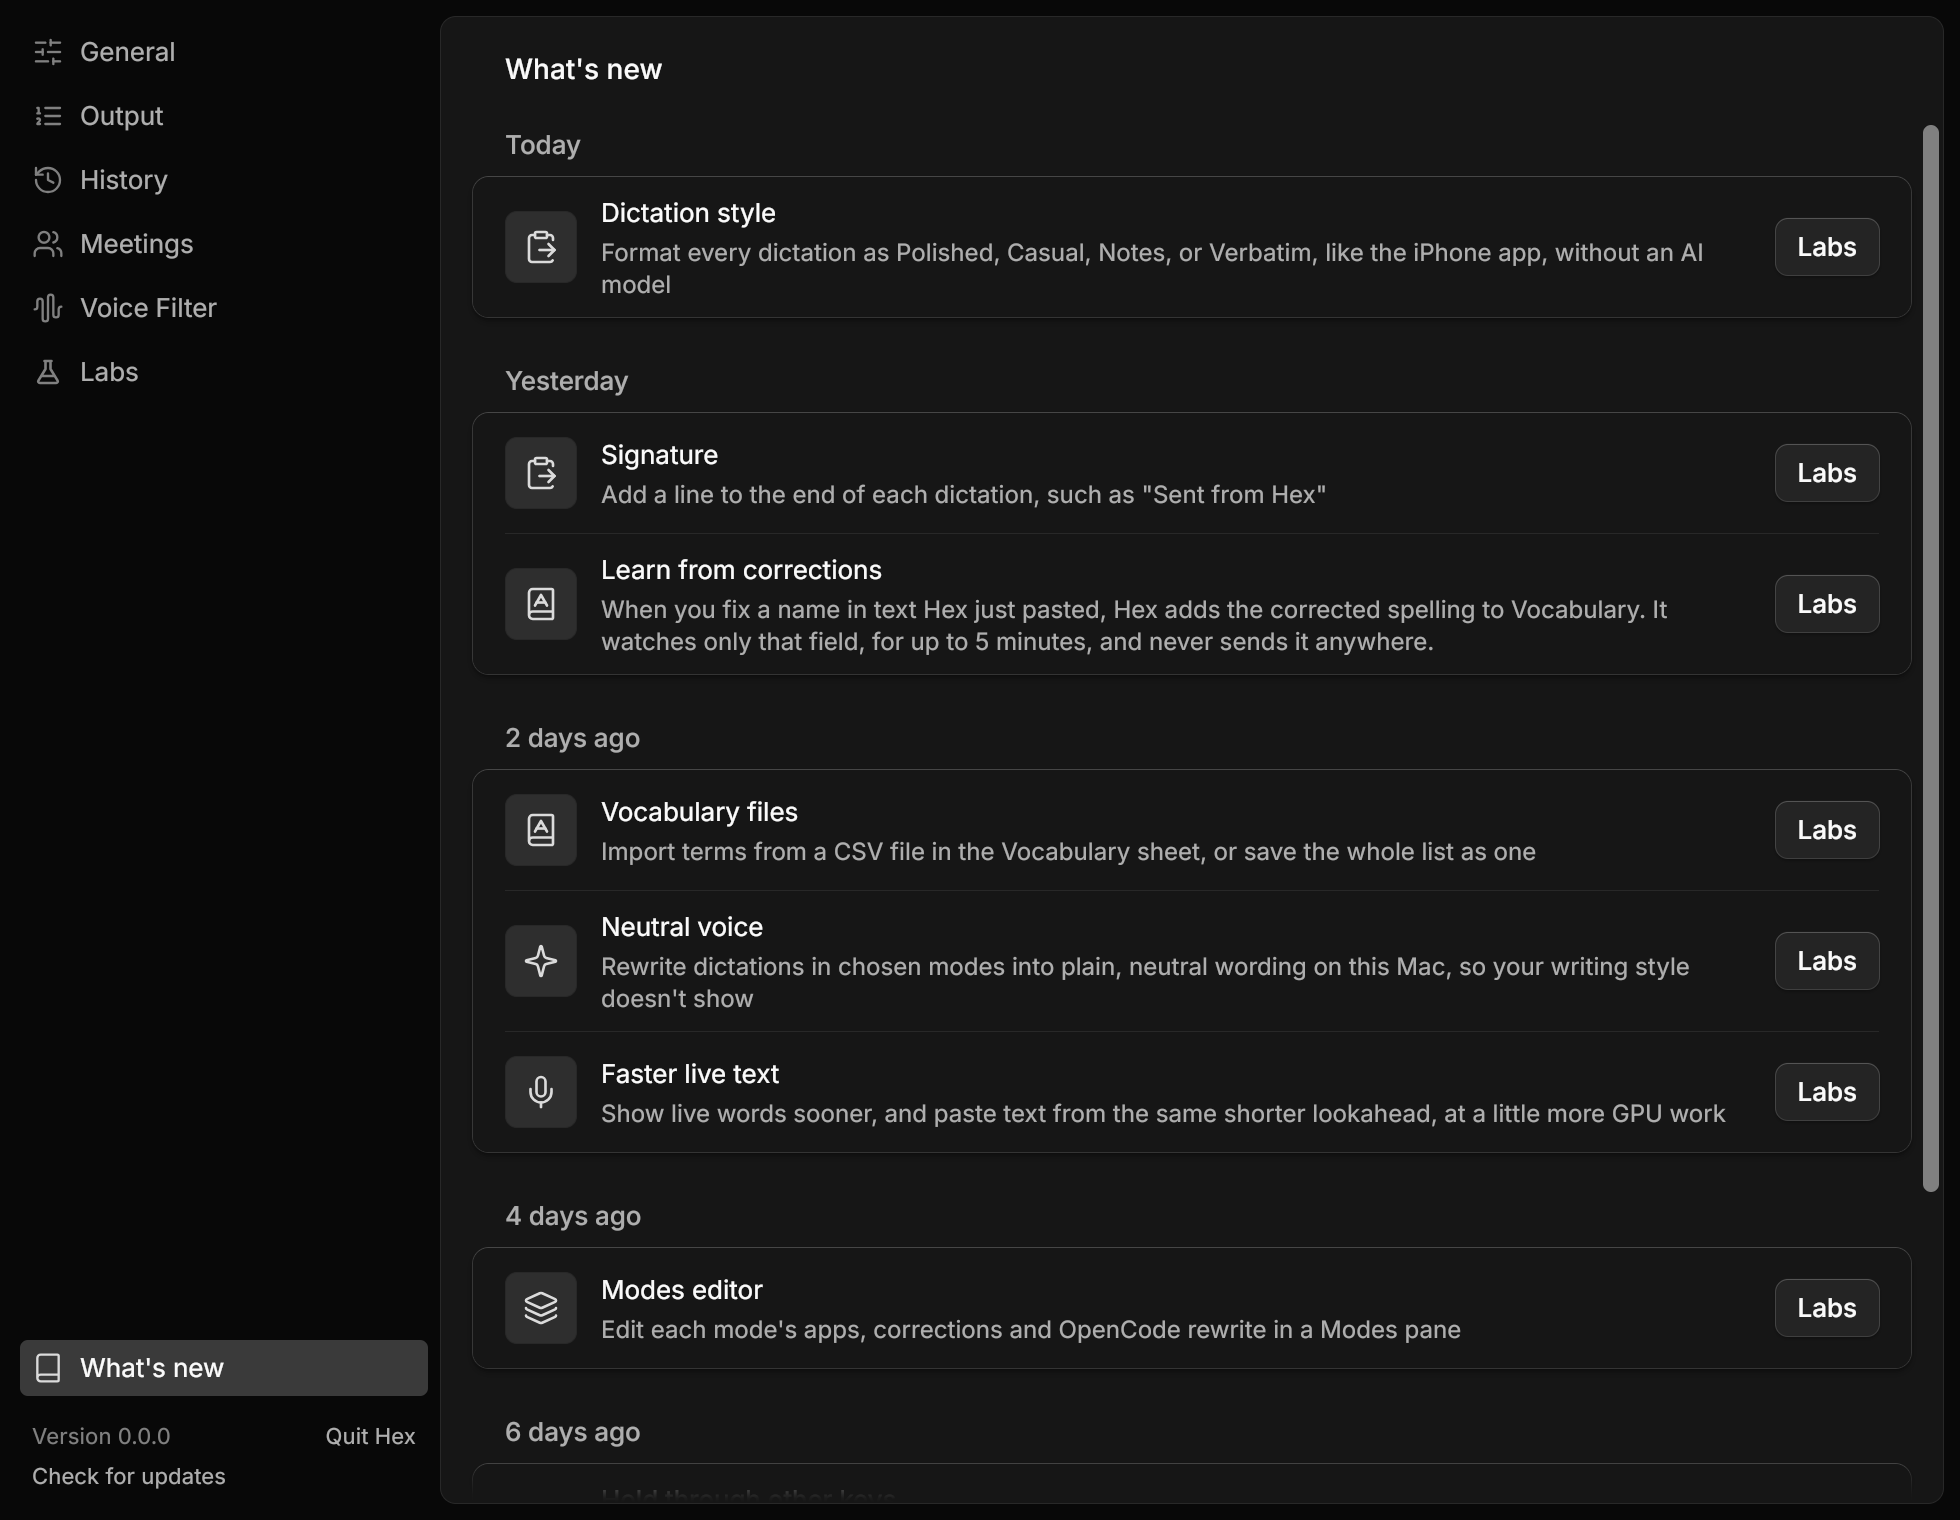 General
Output
History
Meetings
Voice Filter
Labs
What's new
Version 0.0.0
Quit Hex
Check for updates
What's new
Today
Dictation style
Format every dictation as Polished, Casual, Notes, or Verbatim, like the iPhone app, without an AI
model
Labs
Yesterday
Signature
Add a line to the end of each dictation, such as "Sent from Hex"
Labs
Learn from corrections
When you fix a name in text Hex just pasted, Hex adds the corrected spelling to Vocabulary. It
watches only that field, for up to 5 minutes, and never sends it anywhere.
Labs
2 days ago
Vocabulary files
Import terms from a CSV file in the Vocabulary sheet, or save the whole list as one
Labs
Neutral voice
Rewrite dictations in chosen modes into plain, neutral wording on this Mac, so your writing style
doesn't show
Labs
Faster live text
Show live words sooner, and paste text from the same shorter lookahead, at a little more GPU work
Labs
4 days ago
Modes editor
Edit each mode's apps, corrections and OpenCode rewrite in a Modes pane
Labs
6 days ago
Hold through other keys